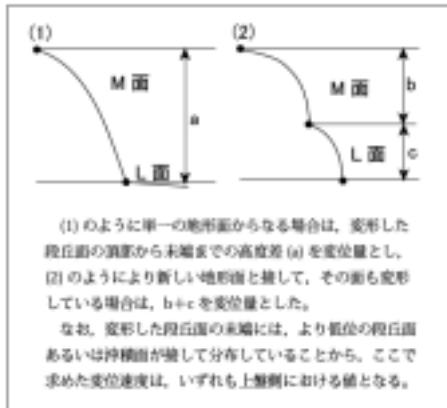 (1) (2)
M 面 M 面 b
a
L 面 L 面 c
(1) のように単一の地形面からなる場合は，変形した
段丘面の頂部から末端までの高度差 (a) を変位量とし，
(2) のようにより新しい地形面と接して，その面も変形
している場合は，b+c を変位量とした。
なお，変形した段丘面の末端には，より低位の段丘面
あるいは沖積面が接して分布していることから，ここで
求めた変位速度は，いずれも上盤側における値となる。